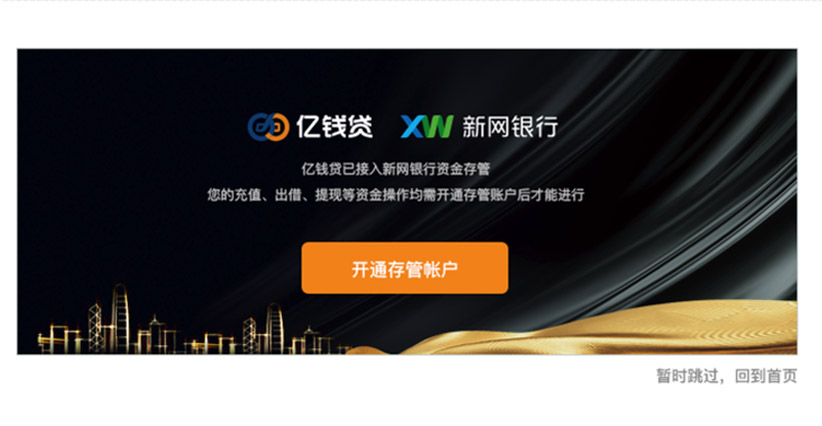 亿钱贷 XW 新网银行
亿钱贷已接入新网银行资金存管
您的充值、出借、提现等资金操作均需开通存管账户后才能进行
开通存管帐户
暂时跳过，回到首页